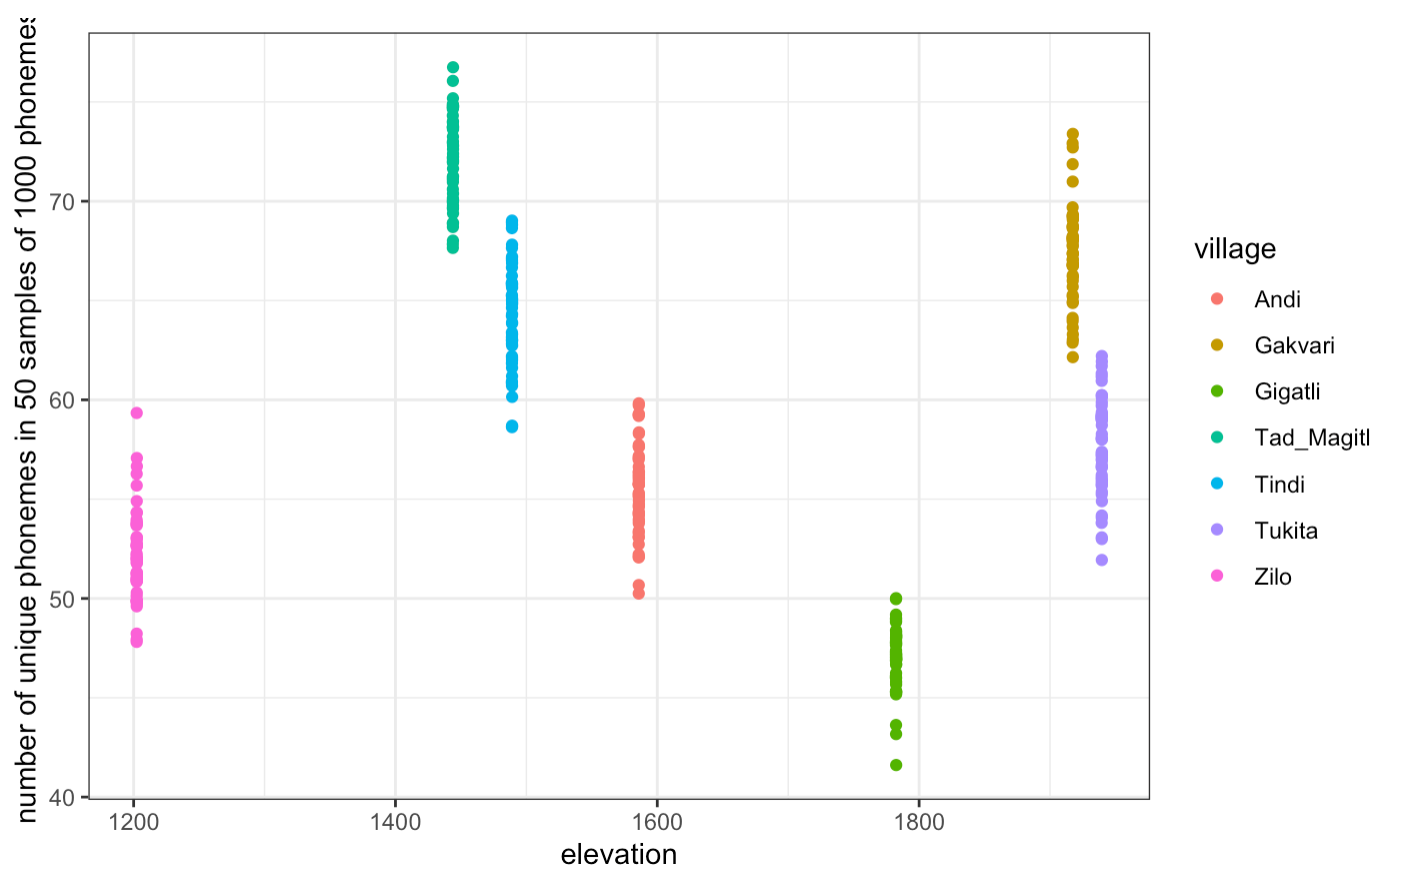 number of unique phonemes in 50 samples of 1000 phonemes
70
60
50
40
1200 1400 1600 1800
elevation
village
Andi
Gakvari
Gigatli
Tad_Magitl
Tindi
Tukita
Zilo